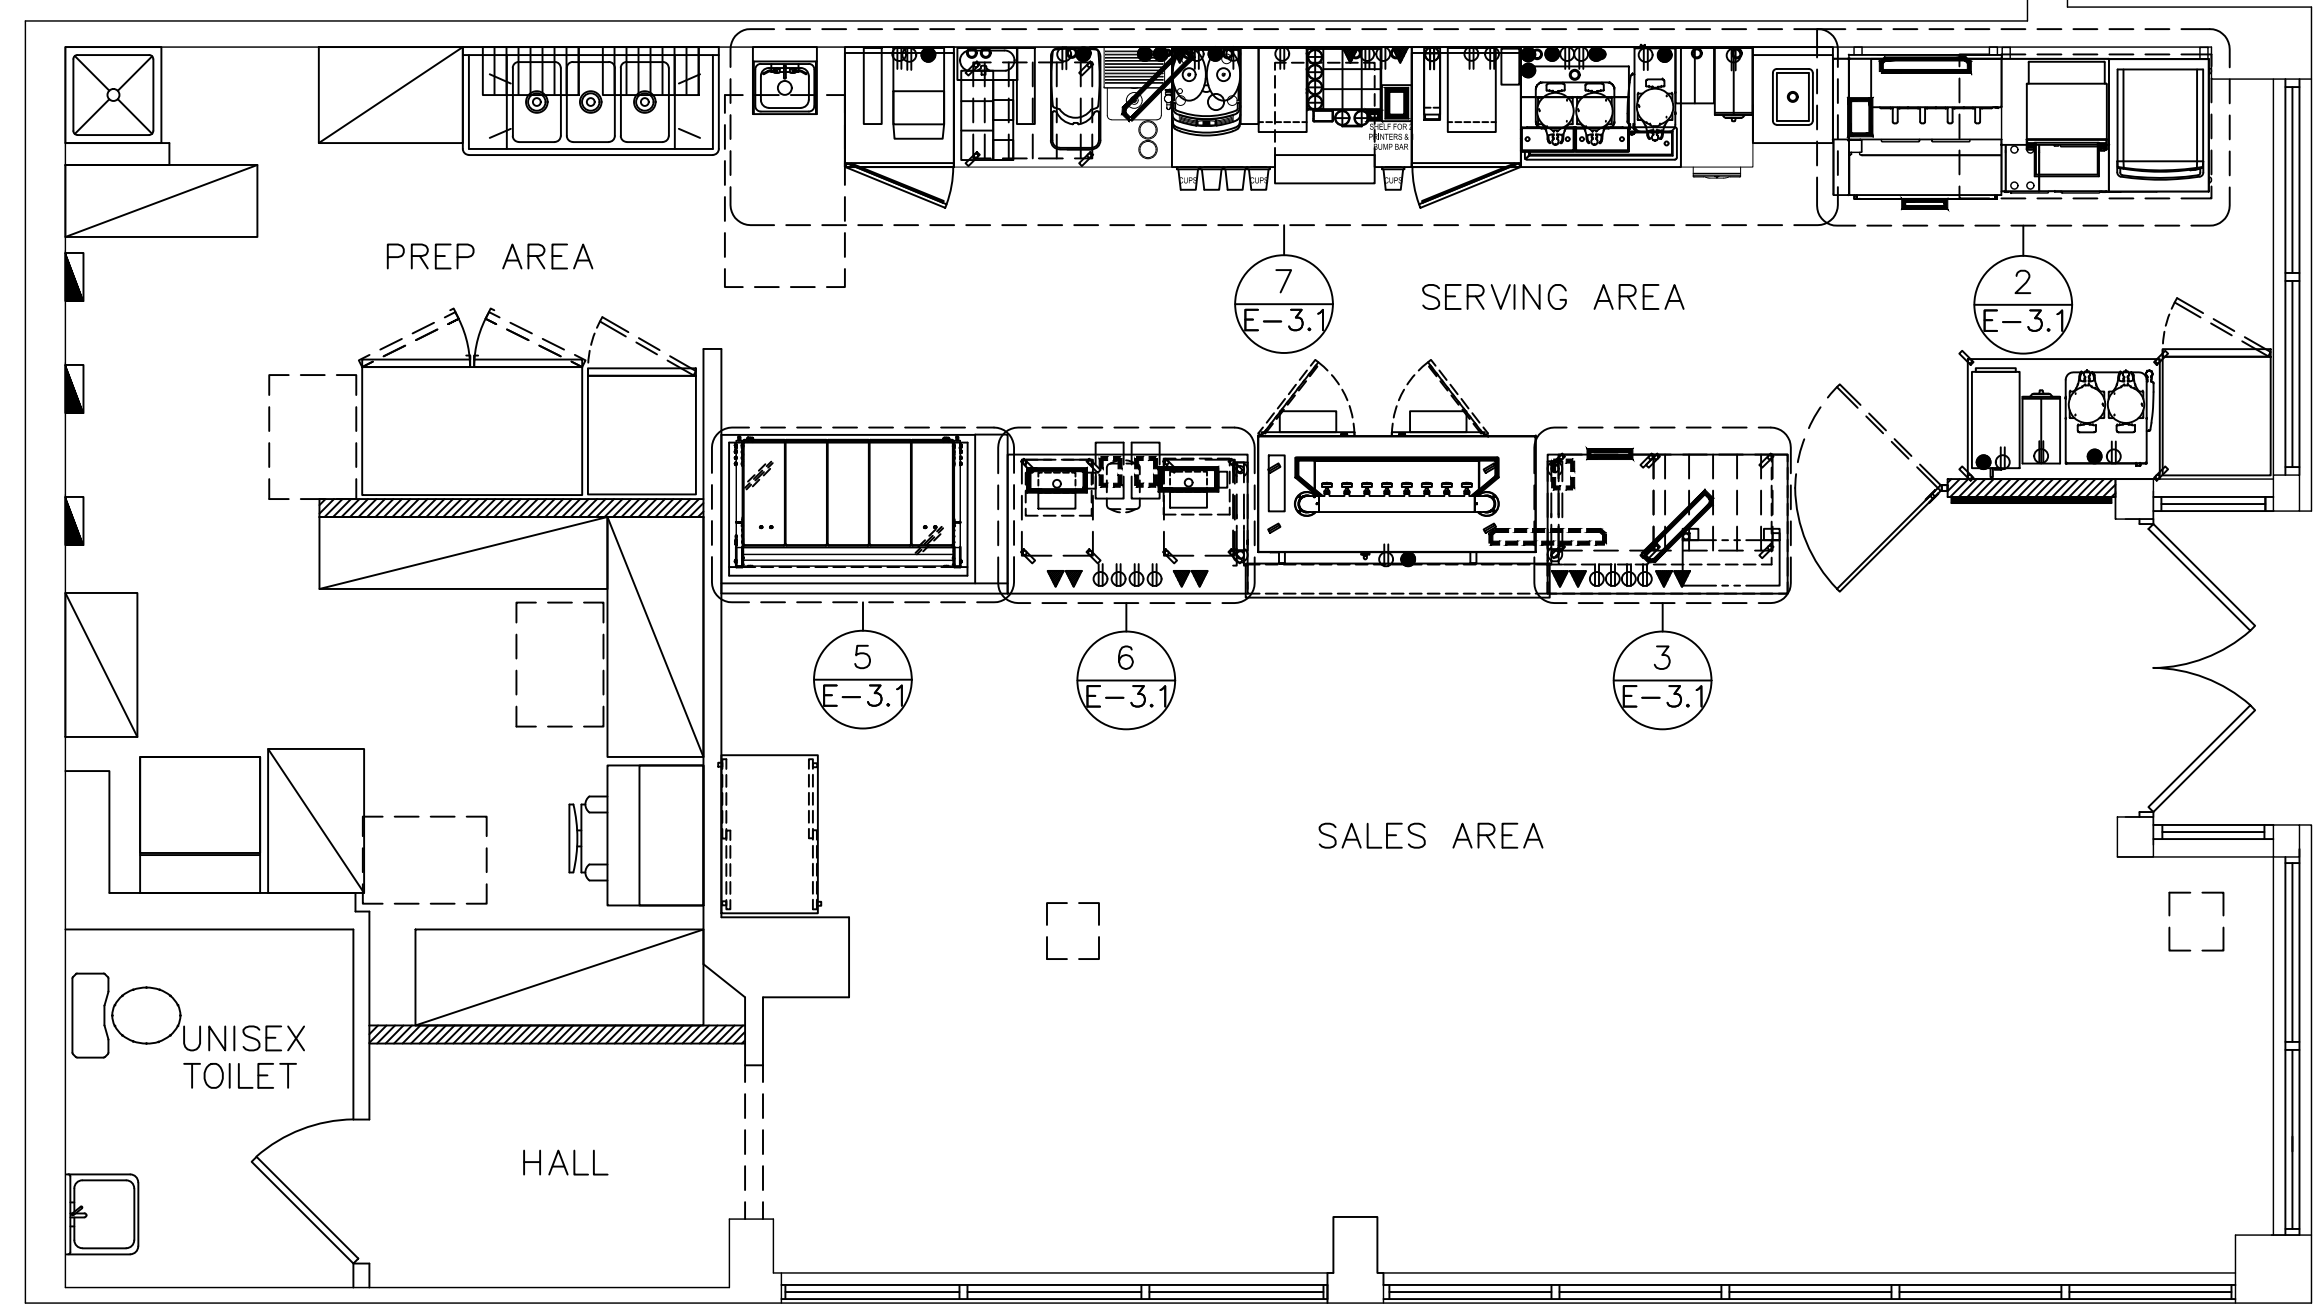 SHELF FOR 2
PRINTERS &
BUMP BAR
CUPS
CUPS
CUPS
PREP AREA
SERVING AREA
7
E-3.1
2
E-3.1
5
E-3.1
6
E-3.1
3
E-3.1
SALES AREA
UNISEX
TOILET
HALL